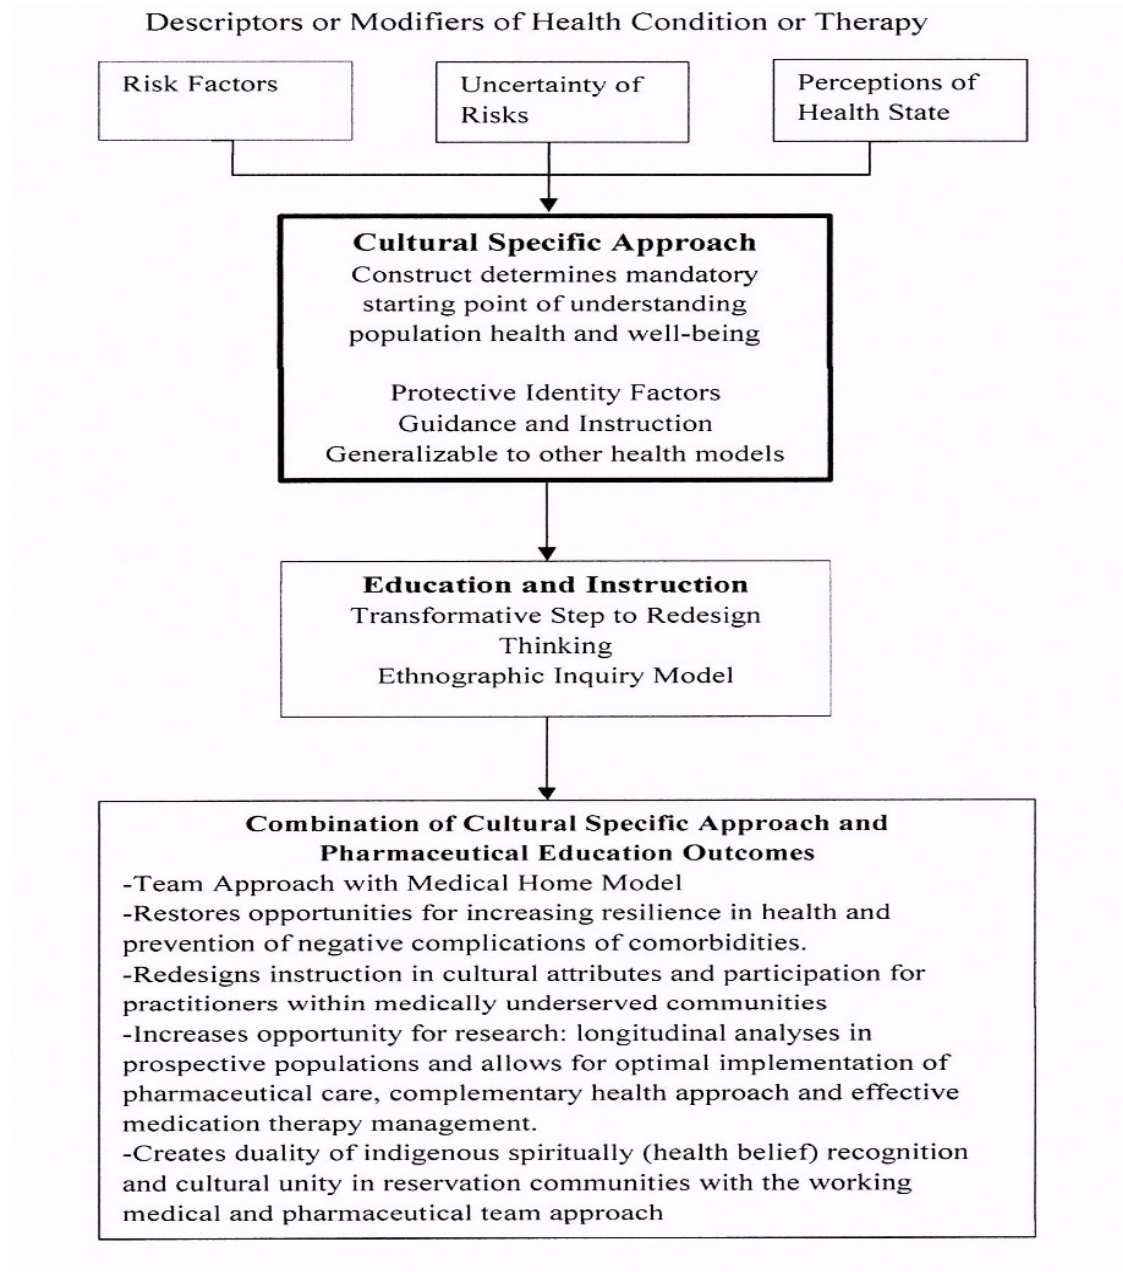 Descriptors or Modifiers of Health Condition or Therapy
Risk Factors
Uncertainty of
Risks
Perceptions of
Health State
Cultural Specific Approach
Construct determines mandatory
starting point of understanding
population health and well-being
Protective Identity Factors
Guidance and Instruction
Generalizable to other health models
Education and Instruction
Transformative Step to Redesign
Thinking
Ethnographic Inquiry Model
Combination of Cultural Specific Approach and
Pharmaceutical Education Outcomes
-Team Approach with Medical Home Model
-Restores opportunities for increasing resilience in health and
prevention of negative complications of comorbidities.
-Redesigns instruction in cultural attributes and participation for
practitioners within medically underserved communities
-Increases opportunity for research: longitudinal analyses in
prospective populations and allows for optimal implementation of
pharmaceutical care, complementary health approach and effective
medication therapy management.
-Creates duality of indigenous spiritually (health belief) recognition
and cultural unity in reservation communities with the working
medical and pharmaceutical team approach